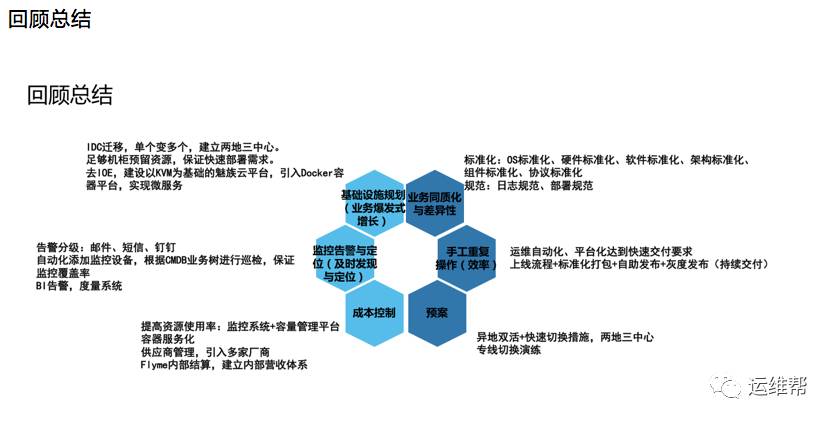 回顾总结
回顾总结
IDC迁移，单个变多个，建立两地三中心。
足够机柜预留资源，保证快速部署需求。
去IOE，建设以KVM为基础的魅族云平台，引入Docker容
器平台，实现微服务
基础设施规划
（业务爆发式
增长）
业务同质化
与差异性
标准化：OS标准化、硬件标准化、软件标准化、架构标准化、
组件标准化、协议标准化
规范：日志规范、部署规范
告警分级：邮件、短信、钉钉
自动化添加监控设备，根据CMDB业务树进行巡检，保证
监控覆盖率
BI告警，度量系统
监控告警与定
位（及时发现
与定位）
手工重复
操作（效率）
运维自动化、平台化达到快速交付要求
上线流程+标准化打包+自助发布+灰度发布（持续交付）
提高资源使用率：监控系统+容量管理平台
容器服务化
供应商管理，引入多家厂商
Flyme内部结算，建立内部营收体系
成本控制
预案
异地双活+快速切换措施，两地三中心
专线切换演练
运维帮